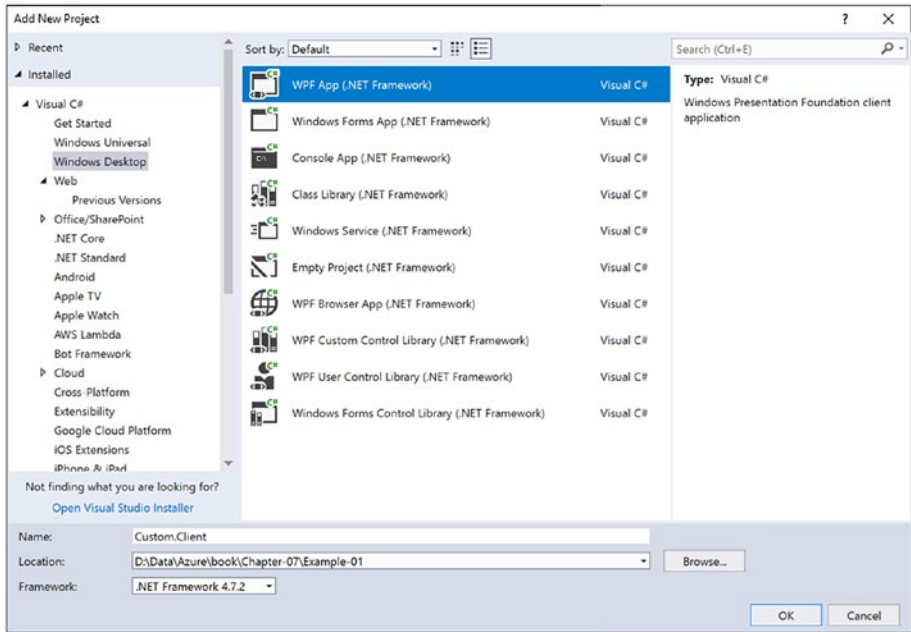 Add New Project
? ×
Recent
Installed
Visual C#
Get Started
Windows Universal
Windows Desktop
Web
Previous Versions
Office/SharePoint
.NET Core
.NET Standard
Android
Apple TV
Apple Watch
AWS Lambda
Bot Framework
Cloud
Cross-Platform
Extensibility
Google Cloud Platform
iOS Extensions
iPhone & iPad
Not finding what you are looking for?
Open Visual Studio Installer
Sort by: Default
WPF App (.NET Framework) Visual C#
Windows Forms App (.NET Framework) Visual C#
Console App (.NET Framework) Visual C#
Class Library (.NET Framework) Visual C#
Windows Service (.NET Framework) Visual C#
Empty Project (.NET Framework) Visual C#
WPF Browser App (.NET Framework) Visual C#
WPF Custom Control Library (.NET Framework) Visual C#
WPF User Control Library (.NET Framework) Visual C#
Windows Forms Control Library (.NET Framework) Visual C#
Search (Ctrl+E)
Type: Visual C#
Windows Presentation Foundation client
application
Name: Custom.Client
Location: D:\Data\Azure\book\Chapter-07\Example-01
Browse...
Framework: .NET Framework 4.7.2
OK Cancel